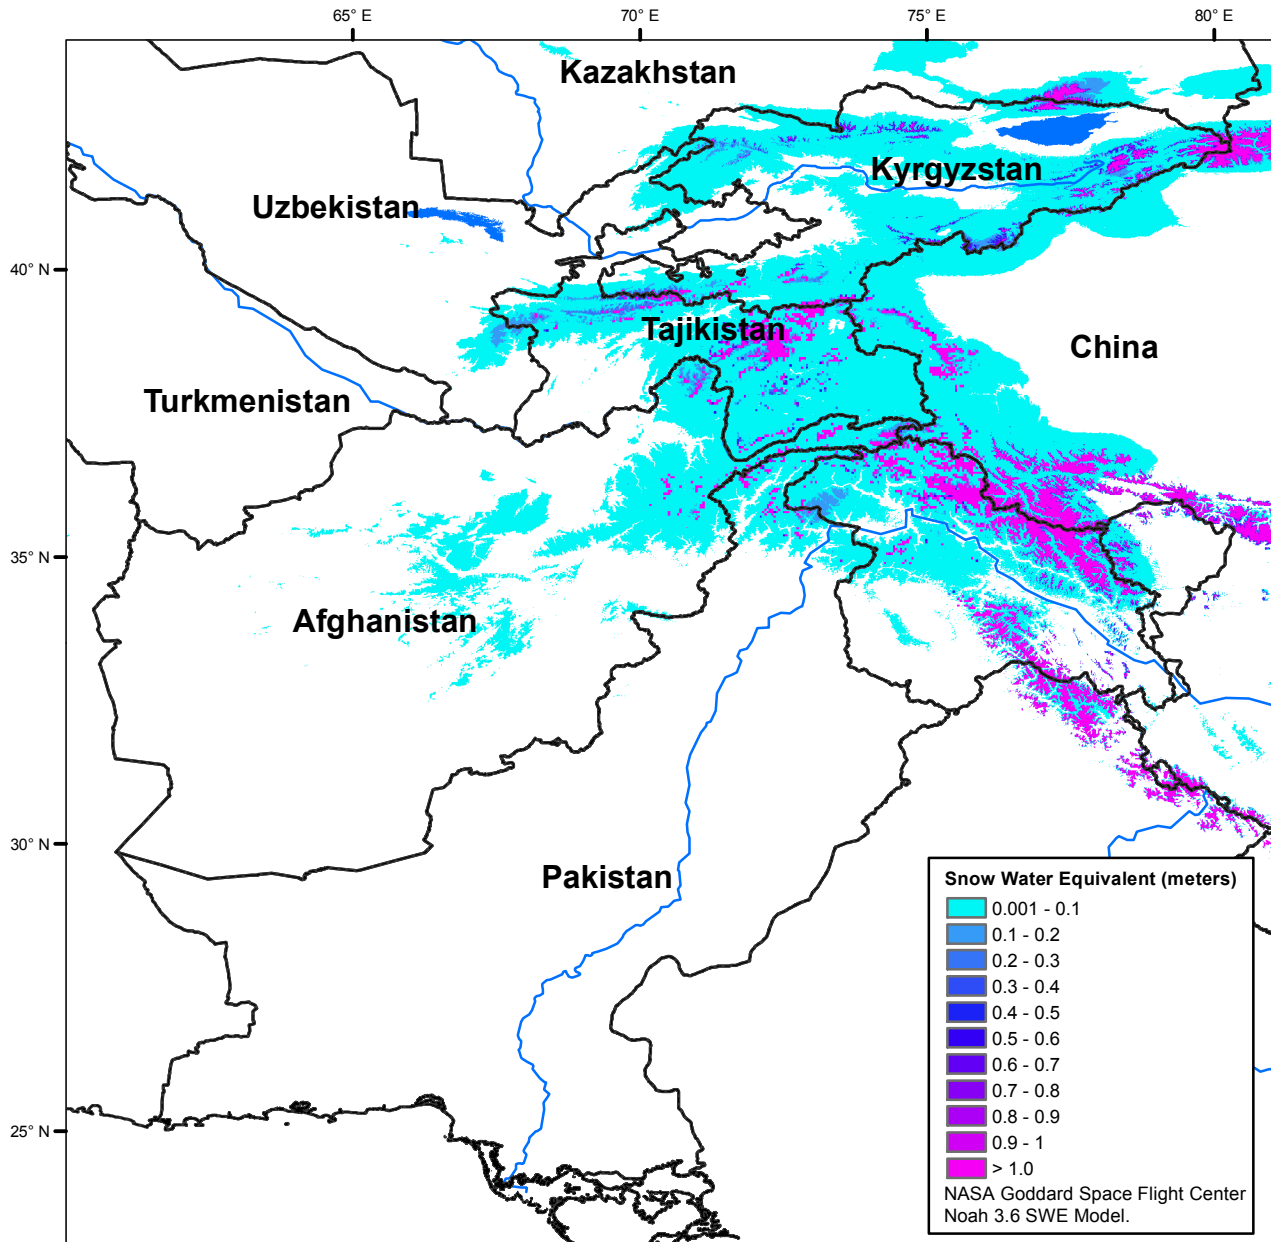 65° E
70° E
75° E
80° E
Kazakhstan
Kyrgyzstan
Uzbekistan
40° N
Tajikistan
China
Turkmenistan
35° N
Afghanistan
30° N
Pakistan
Snow Water Equivalent (meters)
0.001 - 0.1
0.1 - 0.2
0.2 - 0.3
0.3 - 0.4
0.4 - 0.5
0.5 - 0.6
0.6 - 0.7
0.7 - 0.8
0.8 - 0.9
0.9 - 1
> 1.0
NASA Goddard Space Flight Center
Noah 3.6 SWE Model.
25° N